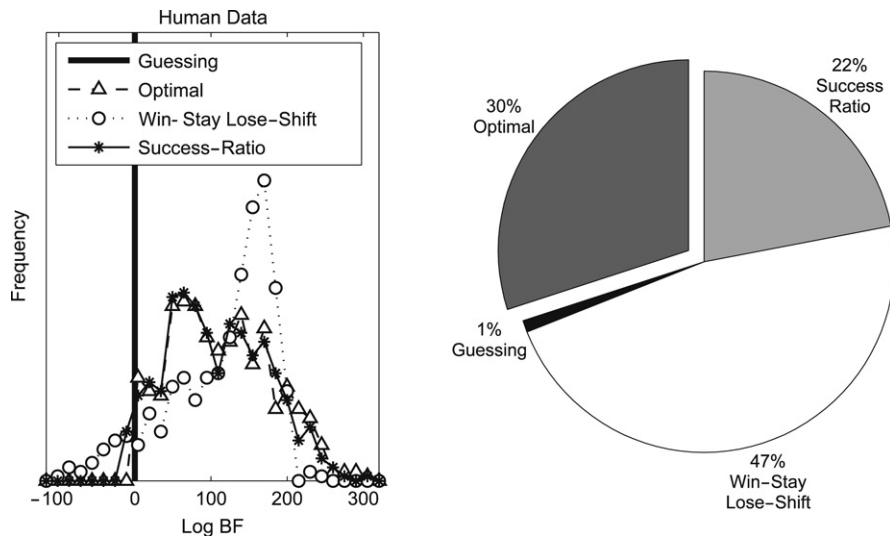 Human Data
Guessing
Optimal
Win- Stay Lose-Shift
Success-Ratio
Frequency
-100
0
100
200
300
Log BF
22%
Success
Ratio
30%
Optimal
1%
Guessing
47%
Win-Stay
Lose-Shift